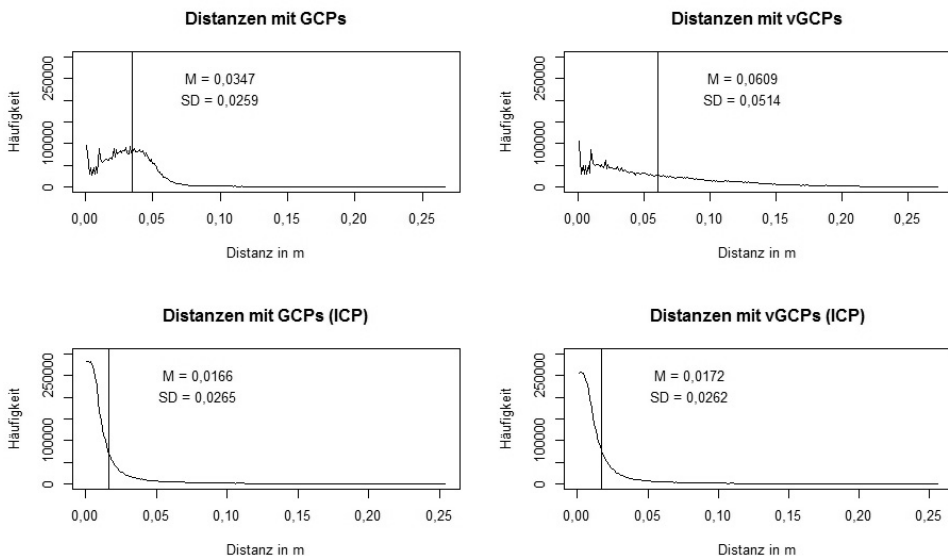 Distanzen mit GCPs
Häufigkeit
0 100000 250000
M = 0,0347
SD = 0,0259
0,00 0,05 0,10 0,15 0,20 0,25
Distanz in m
Distanzen mit vGCPs
Häufigkeit
0 100000 250000
M = 0,0609
SD = 0,0514
0,00 0,05 0,10 0,15 0,20 0,25
Distanz in m
Distanzen mit GCPs (ICP)
Häufigkeit
0 100000 250000
M = 0,0166
SD = 0,0265
0,00 0,05 0,10 0,15 0,20 0,25
Distanz in m
Distanzen mit vGCPs (ICP)
Häufigkeit
0 100000 250000
M = 0,0172
SD = 0,0262
0,00 0,05 0,10 0,15 0,20 0,25
Distanz in m